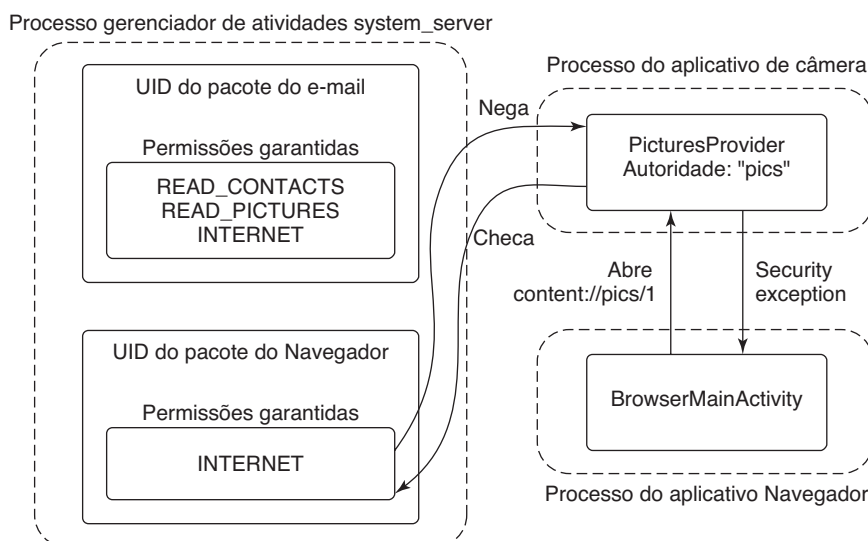 Processo gerenciador de atividades system_server
UID do pacote do e-mail
Permissões garantidas
READ_CONTACTS
READ_PICTURES
INTERNET
UID do pacote do Navegador
Permissões garantidas
INTERNET
Nega
Checa
Processo do aplicativo de câmera
PicturesProvider
Autoridade: "pics"
Abre
content://pics/1
Security
exception
BrowserMainActivity
Processo do aplicativo Navegador